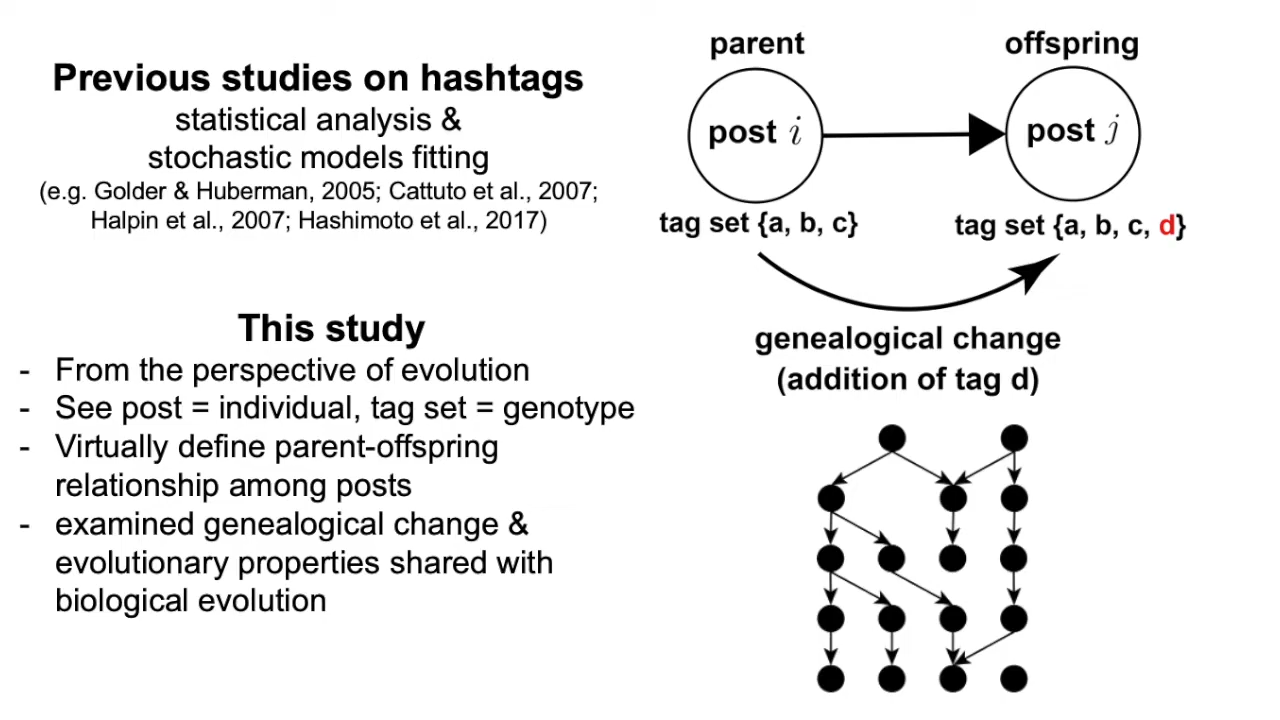 Previous studies on hashtags
statistical analysis &
stochastic models fitting
(e.g. Golder & Huberman, 2005; Cattuto et al., 2007;
Halpin et al., 2007; Hashimoto et al., 2017)
This study
- From the perspective of evolution
- See post = individual, tag set = genotype
- Virtually define parent-offspring
relationship among posts
- examined genealogical change &
evolutionary properties shared with
biological evolution
parent
offspring
post i
post j
tag set {a, b, c}
tag set {a, b, c, d}
genealogical change
(addition of tag d)